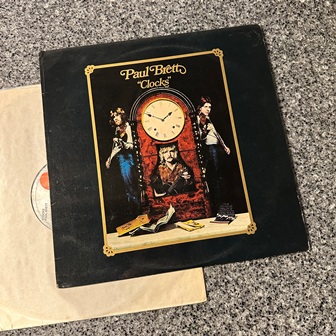 Paul Brett
"Clocks"